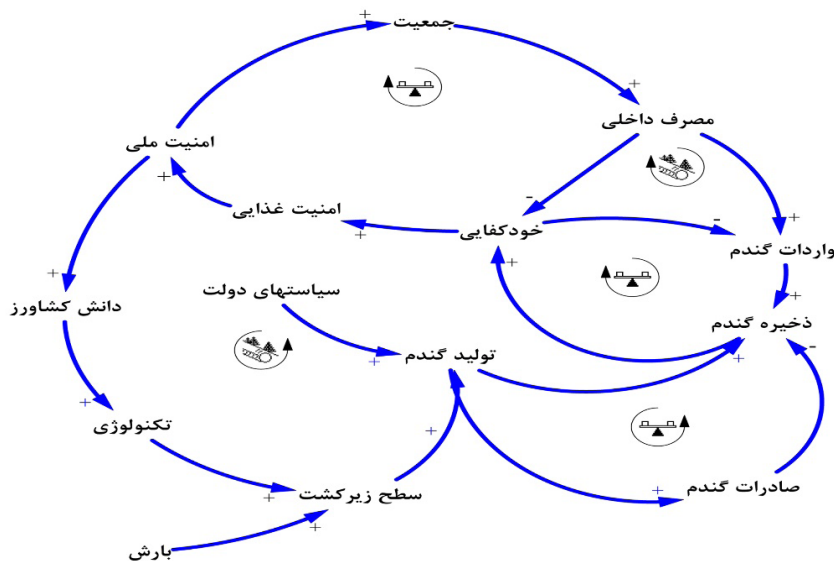 جمعیت
مصرف داخلی
امنیت ملی
امنیت غذایی
خودکفایی
واردات گندم
سیاستهای دولت
دانش کشاورز
ذخیره گندم
تولید گندم
تکنولوژی
سطح زیرکشت
صادرات گندم
بارش